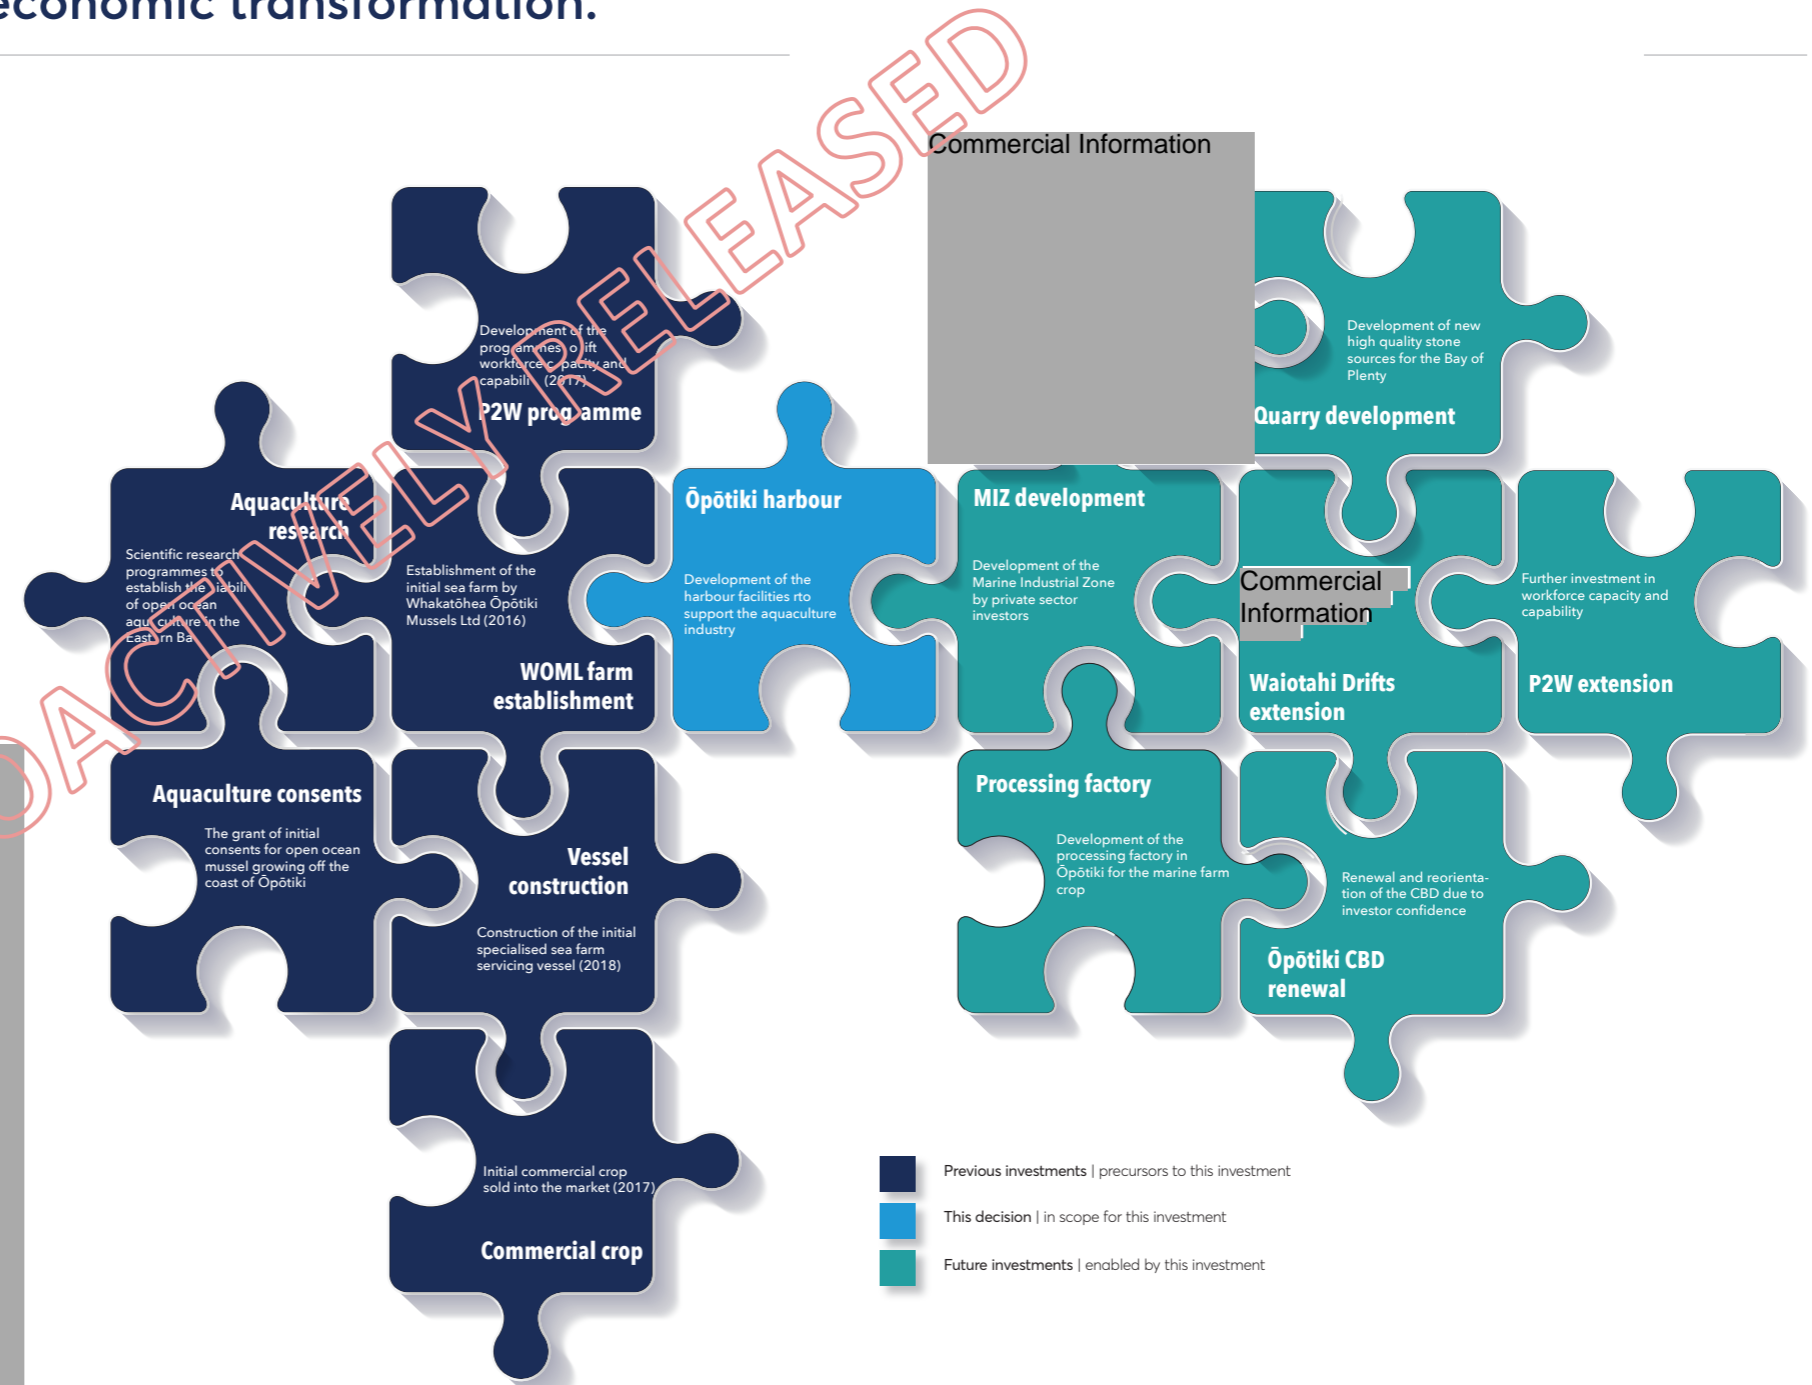 economic transformation.
PROACTIVELY RELEASED
Commercial Information
Development of the
programmes to lift
workforce capacity and
capability (2017)
P2W programme
Development of new
high quality stone
sources for the Bay of
Plenty
Quarry development
Aquaculture
research
Scientific research
programmes to
establish the viabili
of open ocean
aquaculture in the
Eastern Ba
Establishment of the
initial sea farm by
Whakatōhea Ōpōtiki
Mussels Ltd (2016)
WOML farm
establishment
Ōpōtiki harbour
Development of the
harbour facilities rto
support the aquaculture
industry
MIZ development
Development of the
Marine Industrial Zone
by private sector
investors
Commercial
Information
Waiotahi Drifts
extension
Further investment in
workforce capacity and
capability
P2W extension
Aquaculture consents
The grant of initial
consents for open ocean
mussel growing off the
coast of Ōpōtiki
Vessel
construction
Construction of the initial
specialised sea farm
servicing vessel (2018)
Processing factory
Development of the
processing factory in
Ōpōtiki for the marine farm
crop
Renewal and reorienta-
tion of the CBD due to
investor confidence
Ōpōtiki CBD
renewal
Initial commercial crop
sold into the market (2017)
Commercial crop
Previous investments | precursors to this investment
This decision | in scope for this investment
Future investments | enabled by this investment